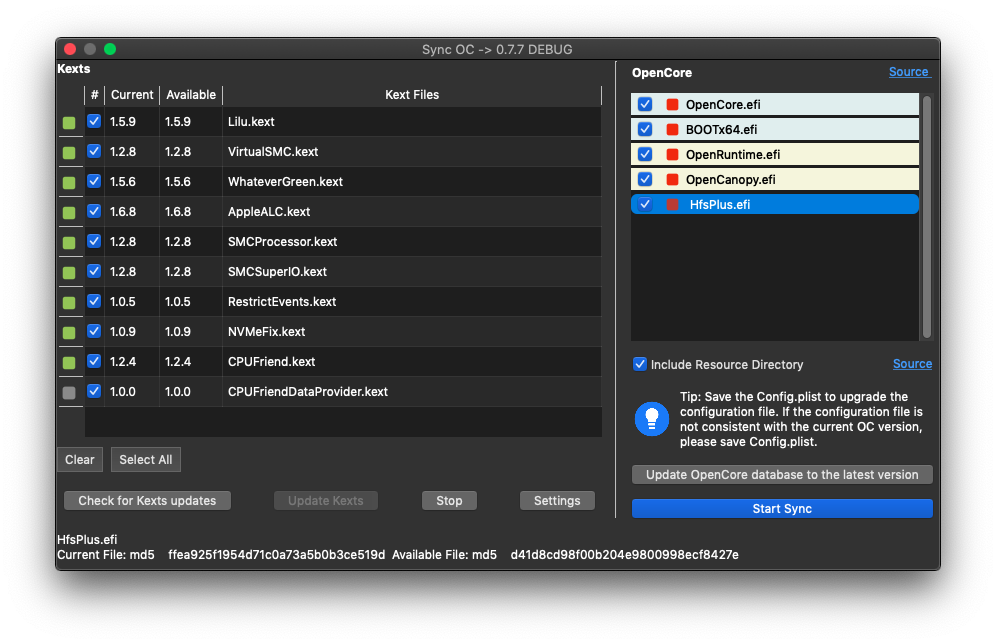 Sync OC -> 0.7.7 DEBUG
Kexts
# Current Available Kext Files
1.5.9 1.5.9 Lilu.kext
1.2.8 1.2.8 VirtualSMC.kext
1.5.6 1.5.6 WhateverGreen.kext
1.6.8 1.6.8 AppleALC.kext
1.2.8 1.2.8 SMCProcessor.kext
1.2.8 1.2.8 SMCSuperIO.kext
1.0.5 1.0.5 RestrictEvents.kext
1.0.9 1.0.9 NVMeFix.kext
1.2.4 1.2.4 CPUFriend.kext
1.0.0 1.0.0 CPUFriendDataProvider.kext
Clear Select All
Check for Kexts updates Update Kexts Stop Settings
OpenCore Source
OpenCore.efi
BOOTx64.efi
OpenRuntime.efi
OpenCanopy.efi
HfsPlus.efi
Include Resource Directory Source
Tip: Save the Config.plist to upgrade the
configuration file. If the configuration file is
not consistent with the current OC version,
please save Config.plist.
Update OpenCore database to the latest version
Start Sync
HfsPlus.efi
Current File: md5 ffea925f1954d71c0a73a5b0b3ce519d Available File: md5 d41d8cd98f00b204e9800998ecf8427e